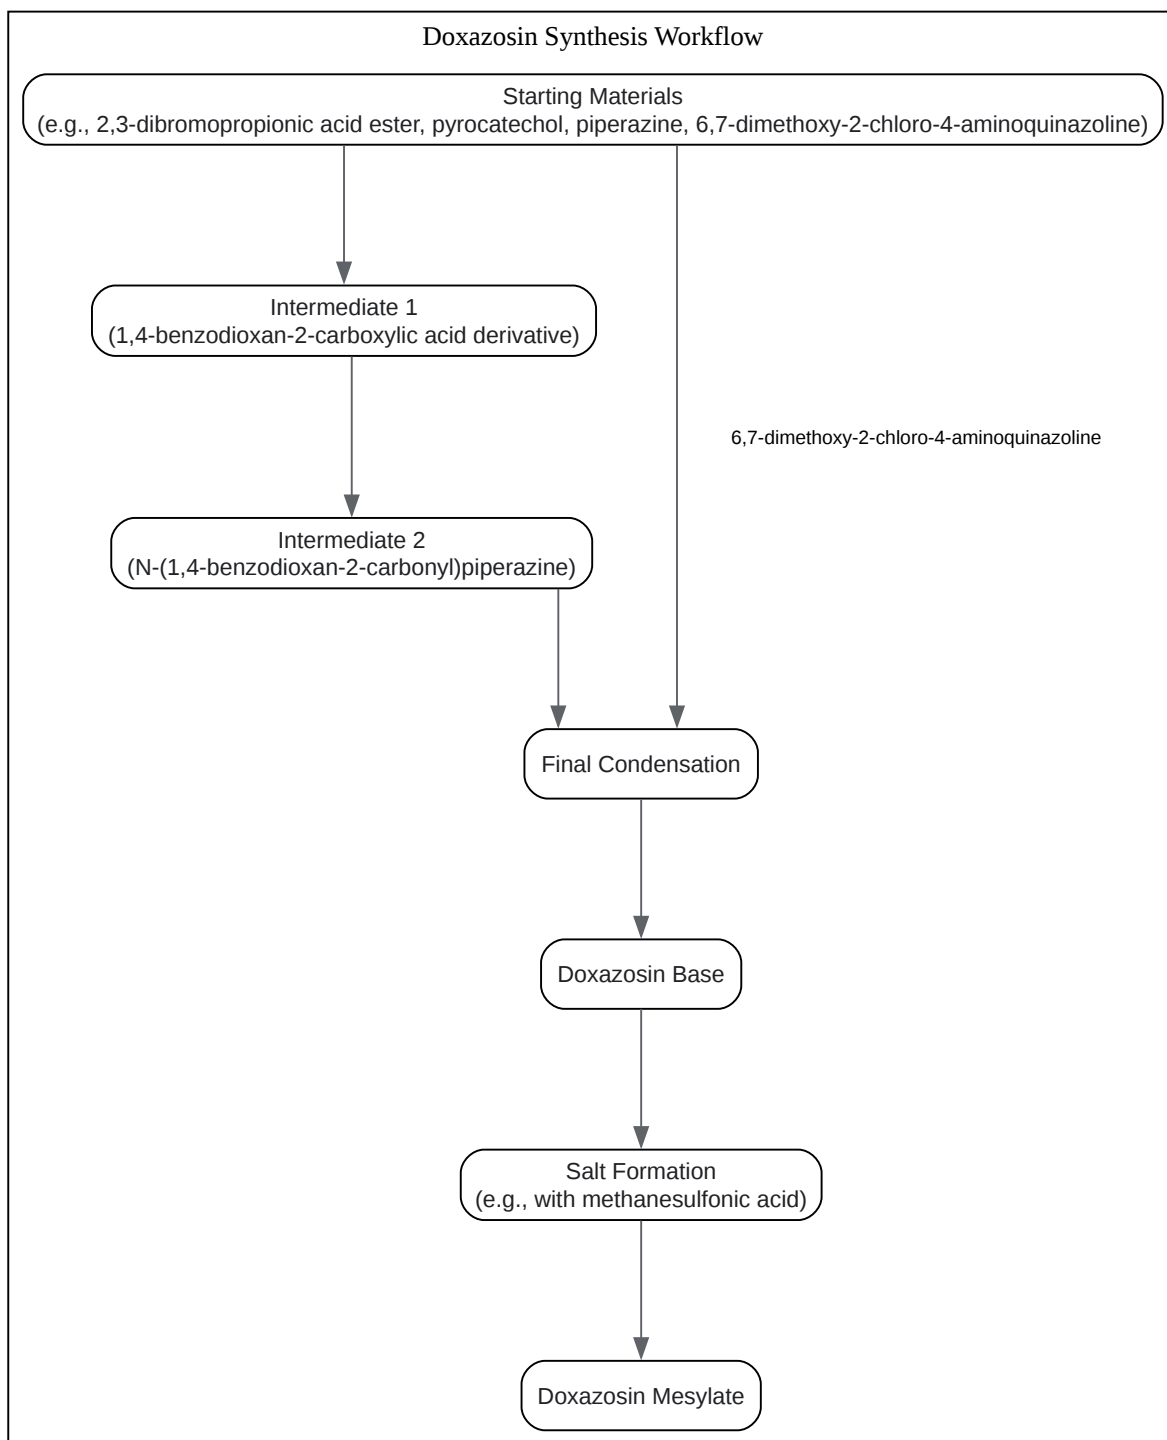 Doxazosin Synthesis Workflow
Starting Materials
(e.g., 2,3-dibromopropionic acid ester, pyrocatechol, piperazine, 6,7-dimethoxy-2-chloro-4-aminoquinazoline)
Intermediate 1
(1,4-benzodioxan-2-carboxylic acid derivative)
6,7-dimethoxy-2-chloro-4-aminoquinazoline
Intermediate 2
(N-(1,4-benzodioxan-2-carbonyl)piperazine)
Final Condensation
Doxazosin Base
Salt Formation
(e.g., with methanesulfonic acid)
Doxazosin Mesylate